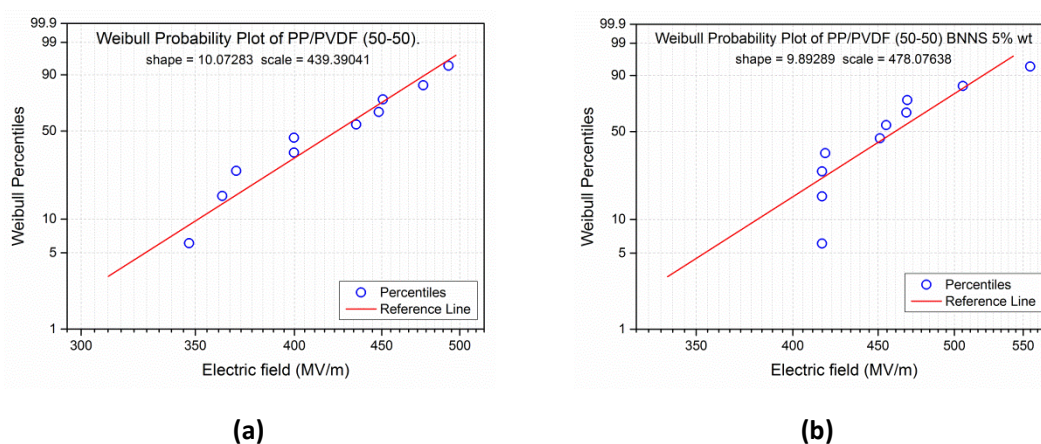 Weibull Probability Plot of PP/PVDF (50-50).
shape = 10.07283 scale = 439.39041
99.9
99
90
50
10
5
1
Weibull Percentiles
Percentiles
Reference Line
300
400
450
500
Electric field (MV/m)
(a)
Weibull Probability Plot of PP/PVDF (50-50) BNNS 5% wt
shape = 9.89289 scale = 478.07638
99.9
99
90
50
10
5
1
Weibull Percentiles
Percentiles
Reference Line
350
400
450
500
550
Electric field (MV/m)
(b)